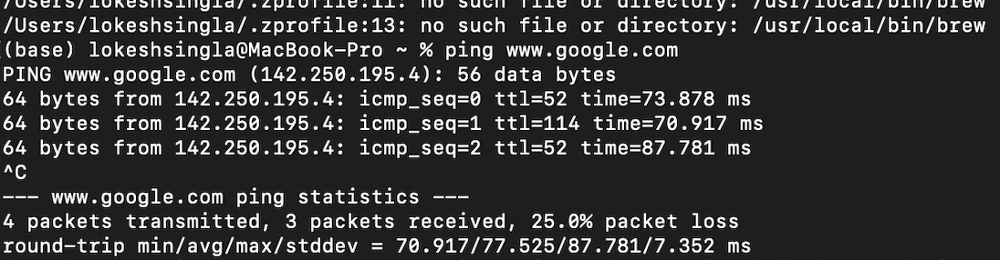 /Users/lokeshsingla/.zprofile:11: no such file or directory: /usr/local/bin/brew
/Users/lokeshsingla/.zprofile:13: no such file or directory: /usr/local/bin/brew
(base) lokeshsingla@MacBook-Pro ~ % ping www.google.com
PING www.google.com (142.250.195.4): 56 data bytes
64 bytes from 142.250.195.4: icmp_seq=0 ttl=52 time=73.878 ms
64 bytes from 142.250.195.4: icmp_seq=1 ttl=114 time=70.917 ms
64 bytes from 142.250.195.4: icmp_seq=2 ttl=52 time=87.781 ms
^C
--- www.google.com ping statistics ---
4 packets transmitted, 3 packets received, 25.0% packet loss
round-trip min/avg/max/stddev = 70.917/77.525/87.781/7.352 ms